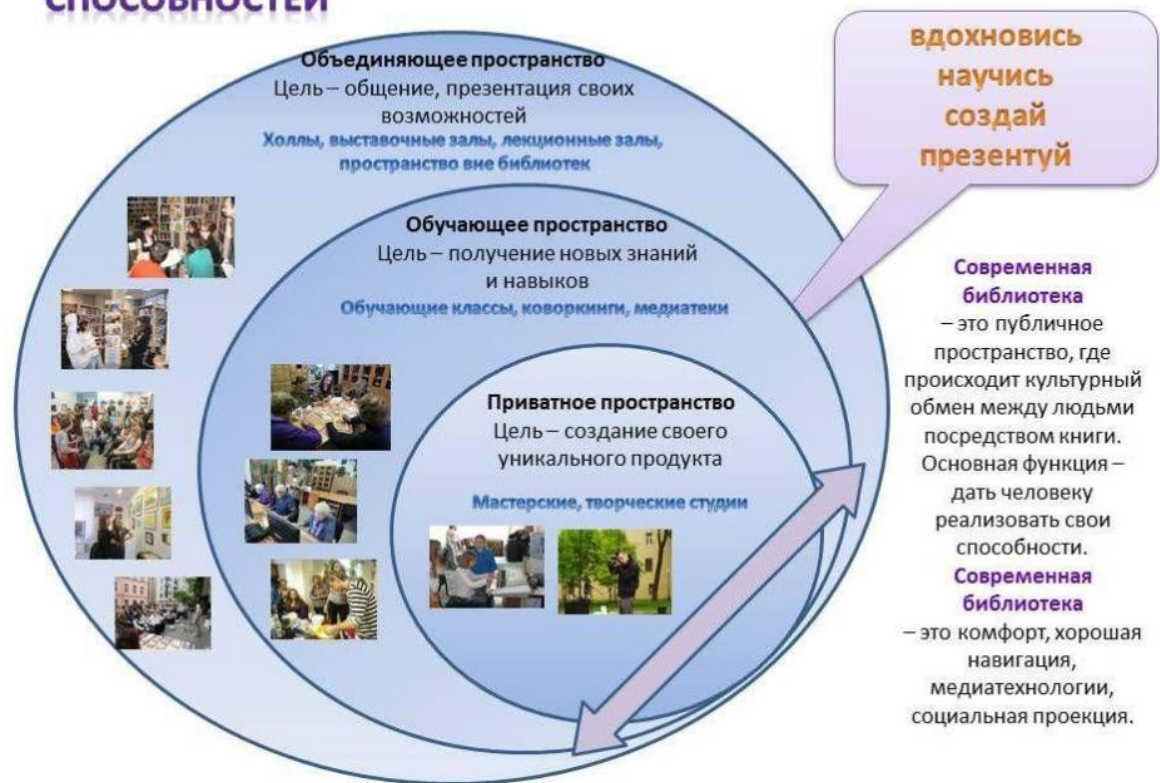 СПОСОБНОСТЕЙ
Объединяющее пространство
Цель – общение, презентация своих
возможностей
Холлы, выставочные залы, лекционные залы,
пространство вне библиотек
Обучающее пространство
Цель – получение новых знаний
и навыков
Обучающие классы, коворкинги, медиатеки
Приватное пространство
Цель – создание своего
уникального продукта
Мастерские, творческие студии
вдохновись
научись
создай
презентуй
Современная
библиотека
– это публичное
пространство, где
происходит культурный
обмен между людьми
посредством книги.
Основная функция –
дать человеку
реализовать свои
способности.
Современная
библиотека
– это комфорт, хорошая
навигация,
медиатехнологии,
социальная проекция.